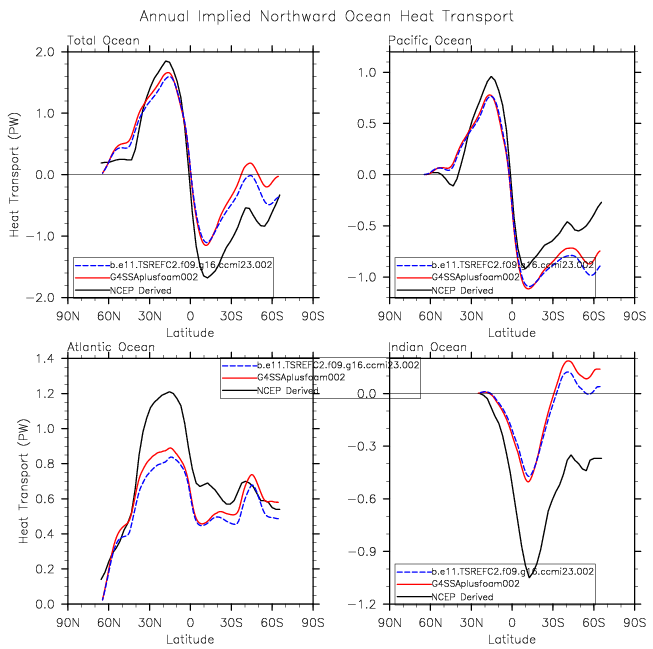 Annual Implied Northward Ocean Heat Transport
Total Ocean
Heat Transport (PW)
2.0
1.0
0.0
−1.0
−2.0
b.e11.TSREFC2.f09.g16.ccmi23.002
G4SSAplusfoam002
NCEP Derived
90N 60N 30N 0 30S 60S 90S
Latitude
Pacific Ocean
1.0
0.5
0.0
−0.5
−1.0
b.e11.TSREFC2.f09.g16.ccmi23.002
G4SSAplusfoam002
NCEP Derived
90N 60N 30N 0 30S 60S 90S
Latitude
Atlantic Ocean
Heat Transport (PW)
1.4
1.2
1.0
0.8
0.6
0.4
0.2
0.0
b.e11.TSREFC2.f09.g16.ccmi23.002
G4SSAplusfoam002
NCEP Derived
90N 60N 30N 0 30S 60S 90S
Latitude
Indian Ocean
0.0
−0.3
−0.6
−0.9
−1.2
b.e11.TSREFC2.f09.g16.ccmi23.002
G4SSAplusfoam002
NCEP Derived
90N 60N 30N 0 30S 60S 90S
Latitude